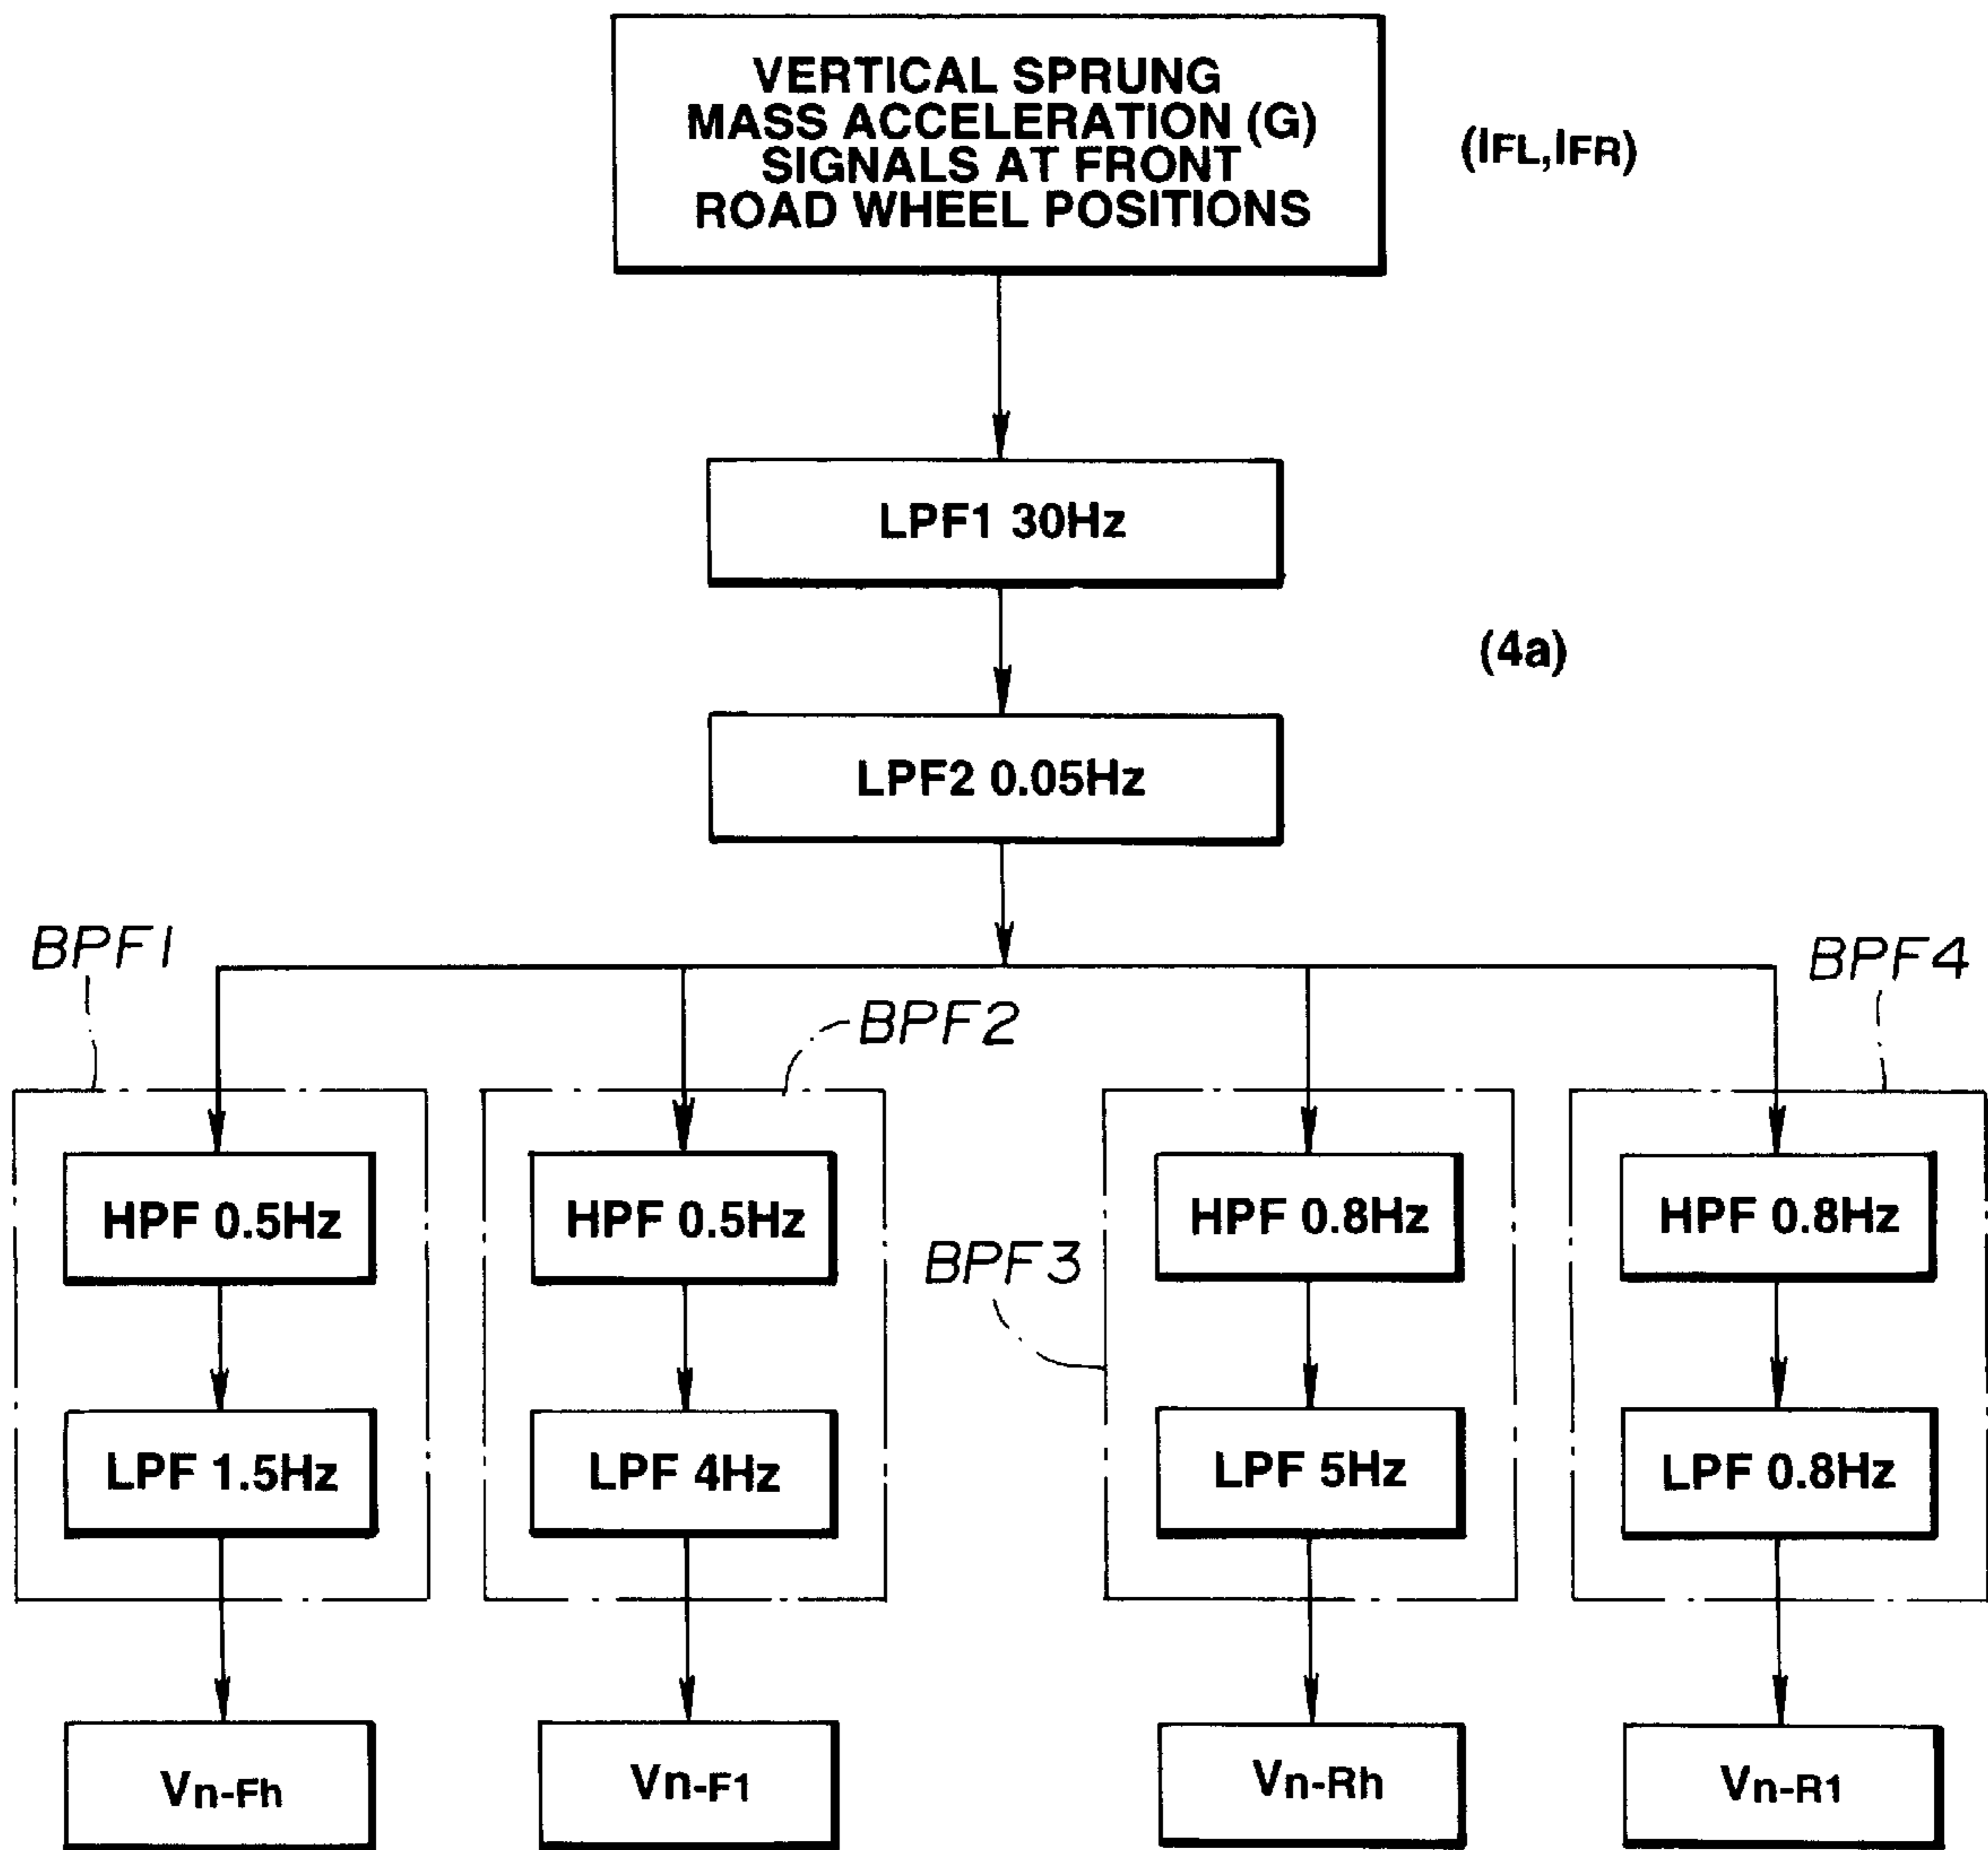 VERTICAL SPRUNG
MASS ACCELERATION (G)
SIGNALS AT FRONT
ROAD WHEEL POSITIONS
(IFL,IFR)
LPF1 30Hz
(4a)
LPF2 0.05Hz
BPF1
BPF2
BPF4
HPF 0.5Hz
HPF 0.5Hz
HPF 0.8Hz
HPF 0.8Hz
BPF3
LPF 1.5Hz
LPF 4Hz
LPF 5Hz
LPF 0.8Hz
Vn-Fh
Vn-F1
Vn-Rh
Vn-R1